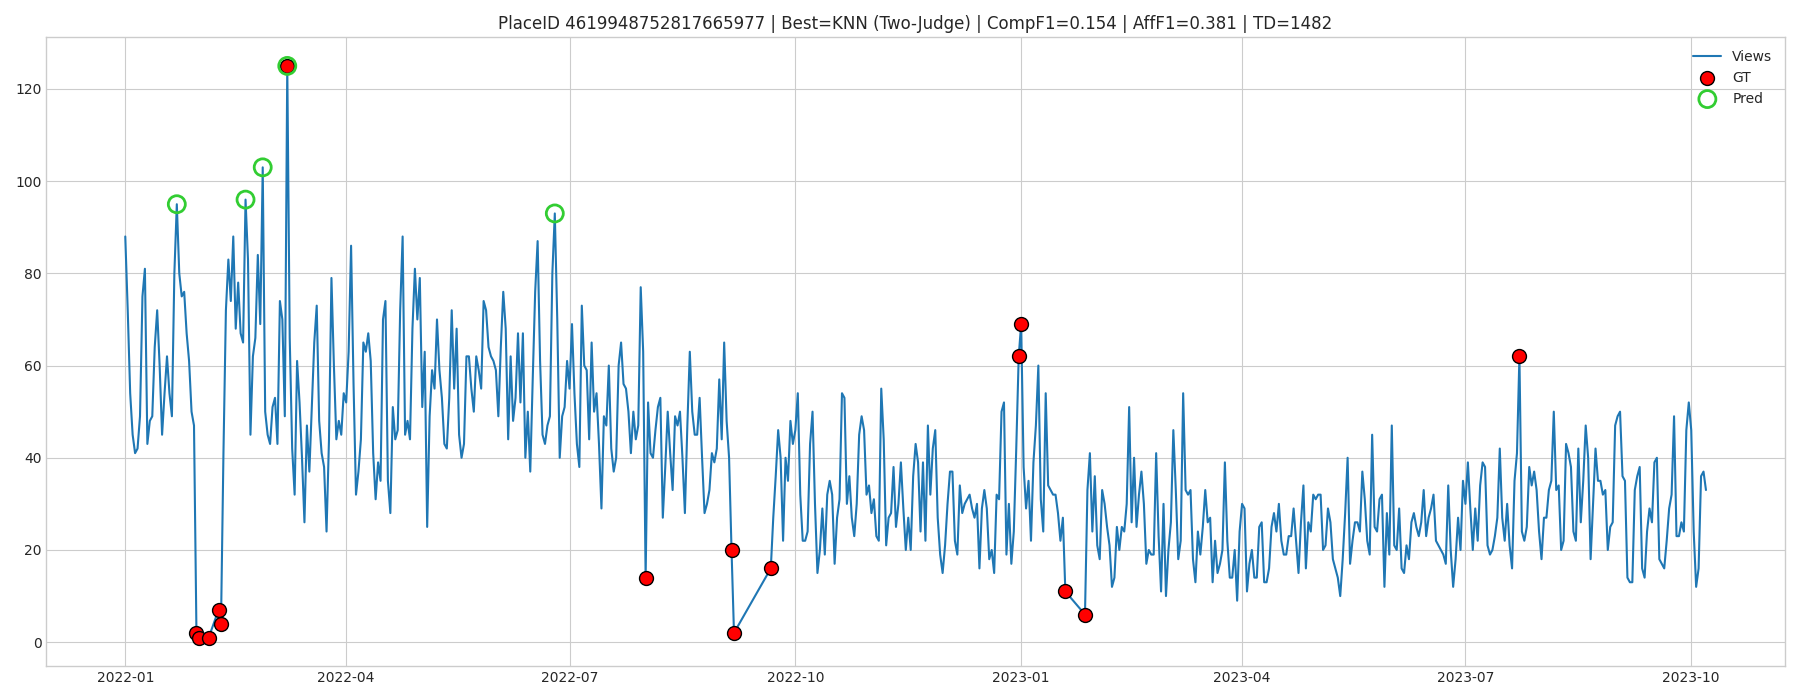 PlaceID 4619948752817665977 | Best=KNN (Two-Judge) | CompF1=0.154 | AffF1=0.381 | TD=1482
Views
GT
Pred
120
100
80
60
40
20
0
2022-01 2022-04 2022-07 2022-10 2023-01 2023-04 2023-07 2023-10